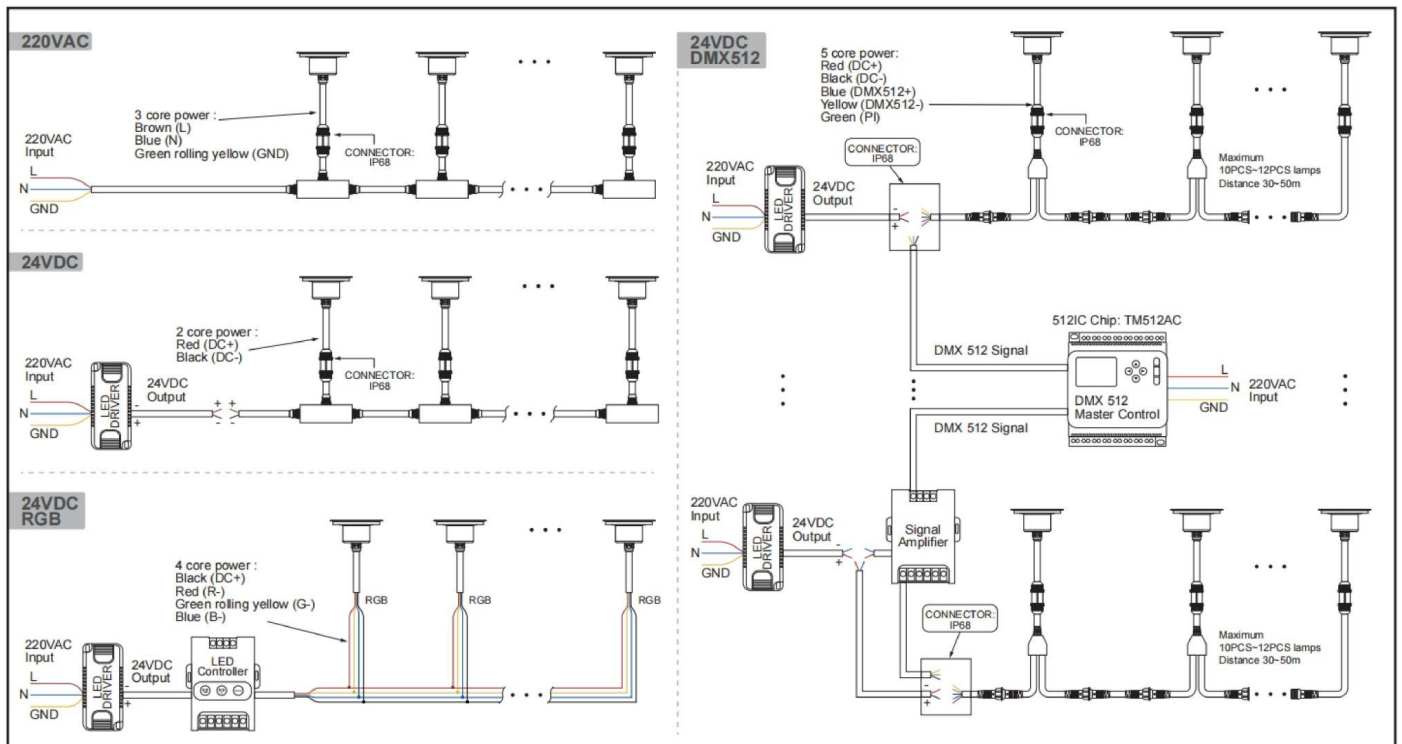 220VAC
3 core power :
Brown (L)
Blue (N)
Green rolling yellow (GND)
CONNECTOR:
IP68
220VAC
Input
L
N
GND
24VDC
2 core power :
Red (DC+)
Black (DC-)
CONNECTOR:
IP68
220VAC
Input
L
N
GND
LED
DRIVER
24VDC
Output
-
+
+ +
- -
24VDC
RGB
4 core power :
Black (DC+)
Red (R-)
Green rolling yellow (G-)
Blue (B-)
RGB
RGB
RGB
220VAC
Input
L
N
GND
LED
DRIVER
24VDC
Output
-
+
LED
Controller
24VDC
DMX512
5 core power:
Red (DC+)
Black (DC-)
Blue (DMX512+)
Yellow (DMX512-)
Green (PI)
CONNECTOR:
IP68
CONNECTOR:
IP68
Maximum
10PCS~12PCS lamps
Distance 30~50m
220VAC
Input
L
N
GND
LED
DRIVER
24VDC
Output
-
+
512IC Chip: TM512AC
DMX 512 Signal
DMX 512
Master Control
L
N
GND
220VAC
Input
DMX 512 Signal
220VAC
Input
L
N
GND
LED
DRIVER
24VDC
Output
-
+
Signal
Amplifier
CONNECTOR:
IP68
-
+
Maximum
10PCS~12PCS lamps
Distance 30~50m